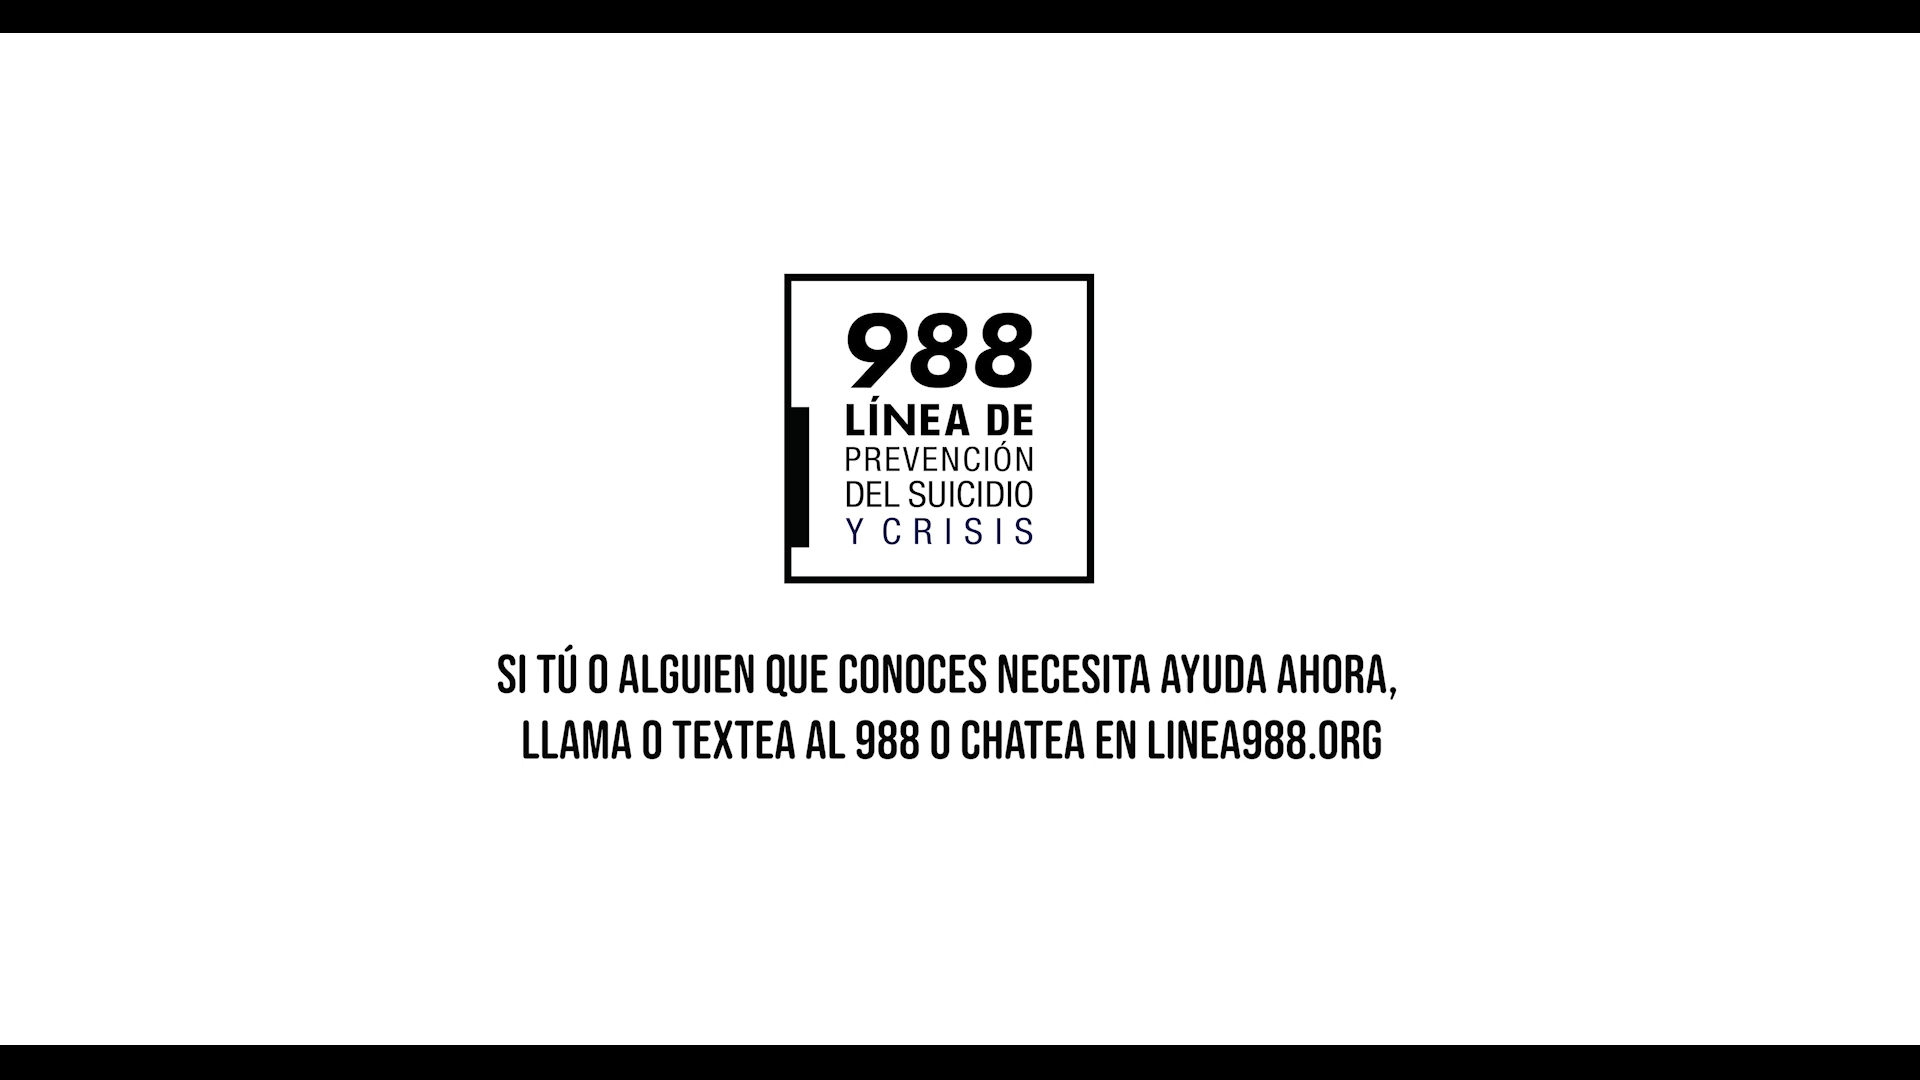 988
LÍNEA DE
PREVENCIÓN
DEL SUICIDIO
Y CRISIS
SI TÚ O ALGUIEN QUE CONOCES NECESITA AYUDA AHORA,
LLAMA O TEXTEA AL 988 O CHATEA EN LINEA988.ORG